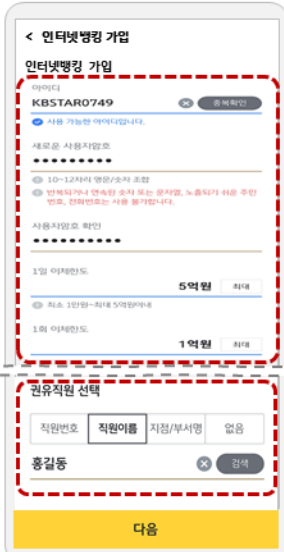 < 인터넷뱅킹 가입
인터넷뱅킹 가입
아이디
KBSTAR0749 중복확인
사용 가능한 아이디입니다.
새로운 사용자암호
●●●●●●●●●
10~12자리 영문/숫자 조합
반복되거나 연속된 숫자 또는 문자열, 노출되기 쉬운 주민
번호, 전화번호는 사용 불가합니다.
사용자암호 확인
●●●●●●●●●●
1일 이체한도
5억원 최대
최소 1만원~최대 5억원이내
1회 이체한도
1억원 최대
권유직원 선택
직원번호 직원이름 지점/부서명 없음
홍길동 검색
다음